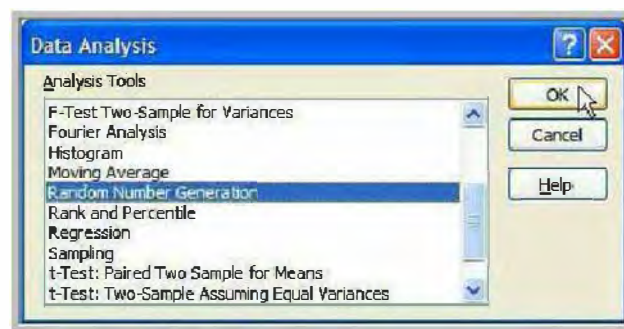 Data Analysis
Analysis Tools
F-Test Two-Sample for Variances
Fourier Analysis
Histogram
Moving Average
Random Number Generation
Rank and Percentile
Regression
Sampling
t-Test: Paired Two Sample for Means
t-Test: Two-Sample Assuming Equal Variances
OK
Cancel
Help